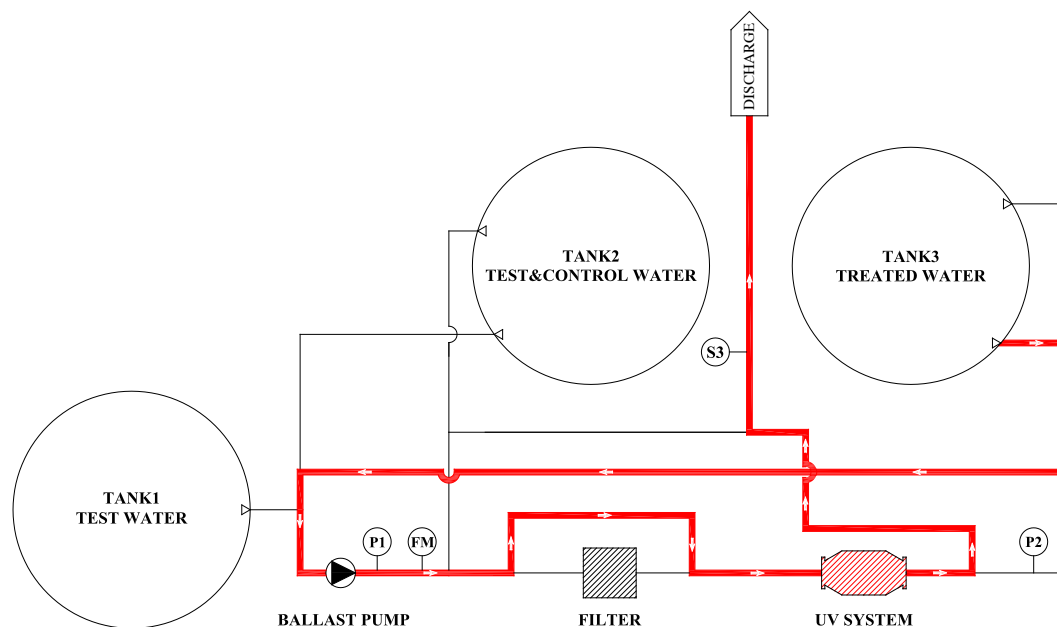 DISCHARGE
TANK2
TEST&CONTROL WATER
TANK3
TREATED WATER
S3
TANK1
TEST WATER
P1
FM
P2
BALLAST PUMP
FILTER
UV SYSTEM